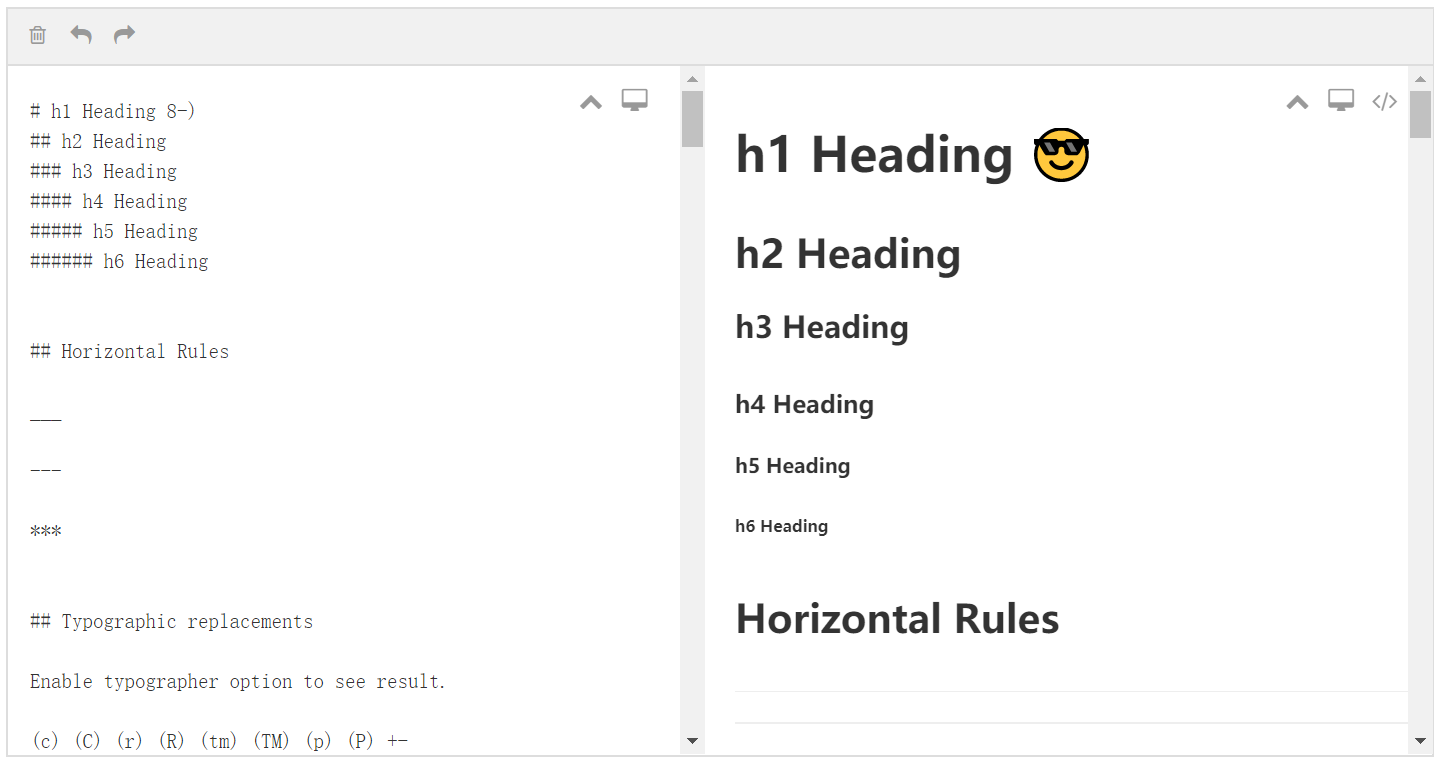 # h1 Heading 8-)
## h2 Heading
### h3 Heading
#### h4 Heading
##### h5 Heading
###### h6 Heading
## Horizontal Rules
___
---
***
## Typographic replacements
Enable typographer option to see result.
(c) (C) (r) (R) (tm) (TM) (p) (P) +-
h1 Heading 😎
h2 Heading
h3 Heading
h4 Heading
h5 Heading
h6 Heading
Horizontal Rules